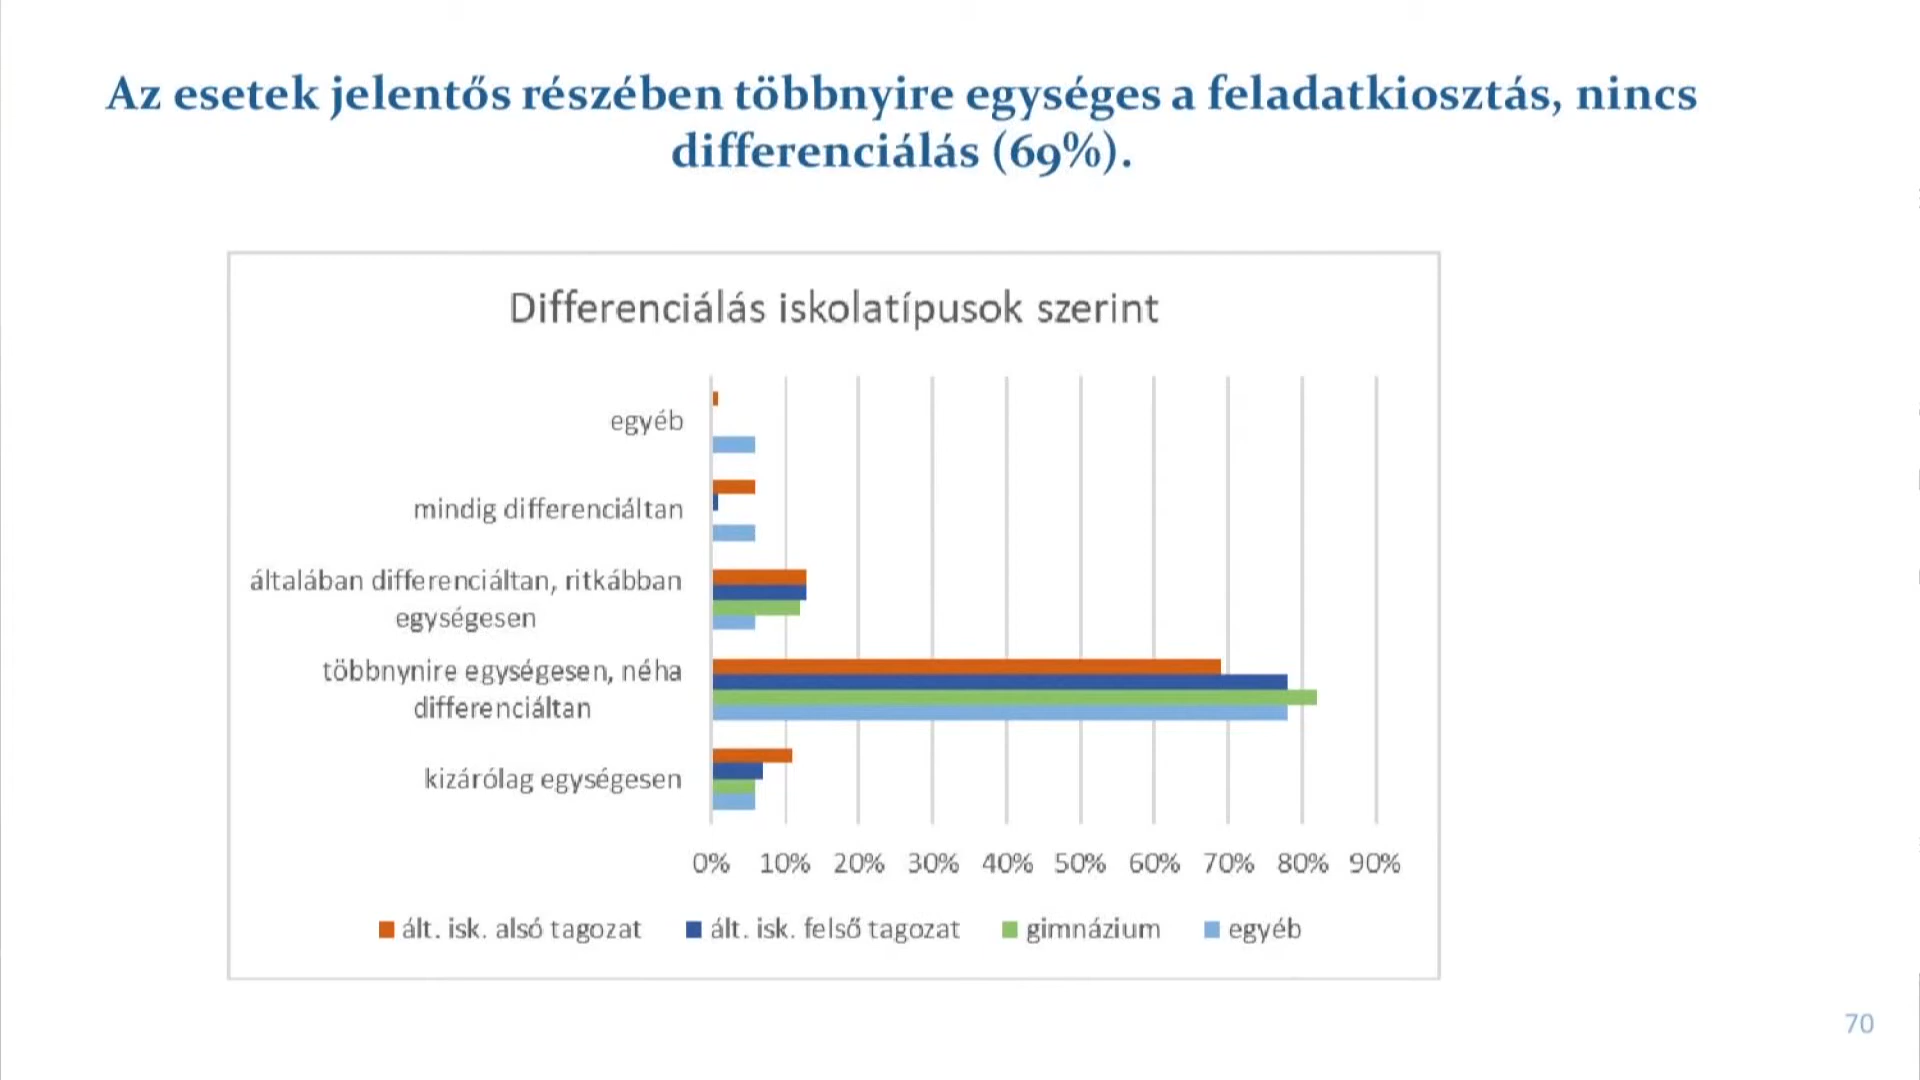 Az esetek jelentős részében többnyire egységes a feladatkiosztás, nincs
differenciálás (69%).
Differenciálás iskolatípusok szerint
egyéb
mindig differenciáltan
általában differenciáltan, ritkábban
egységesen
többnynire egységesen, néha
differenciáltan
kizárólag egységesen
0% 10% 20% 30% 40% 50% 60% 70% 80% 90%
ált. isk. alsó tagozat ált. isk. felső tagozat gimnázium egyéb
70